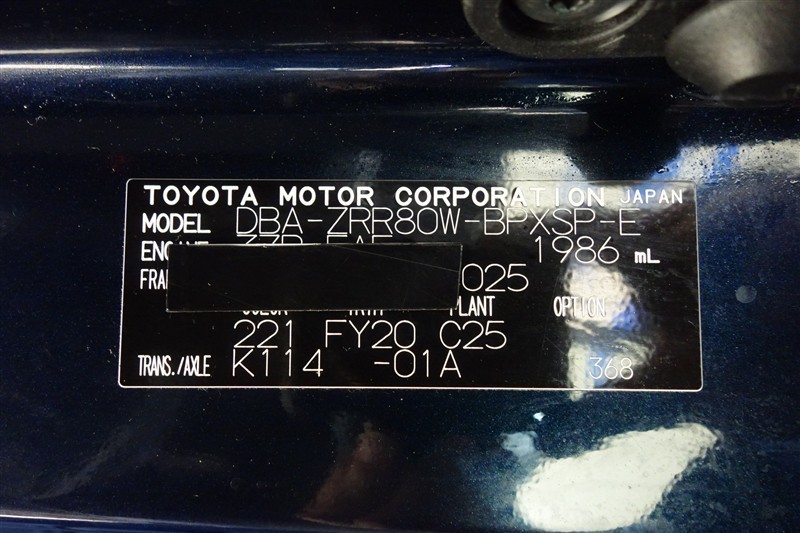 TOYOTA MOTOR CORPORATION JAPAN
MODEL DBA-ZRR80W-BPXSP-E
1986 mL
025
PLANT OPTION
221 FY20 C25
TRANS./AXLE K114 -01A 368